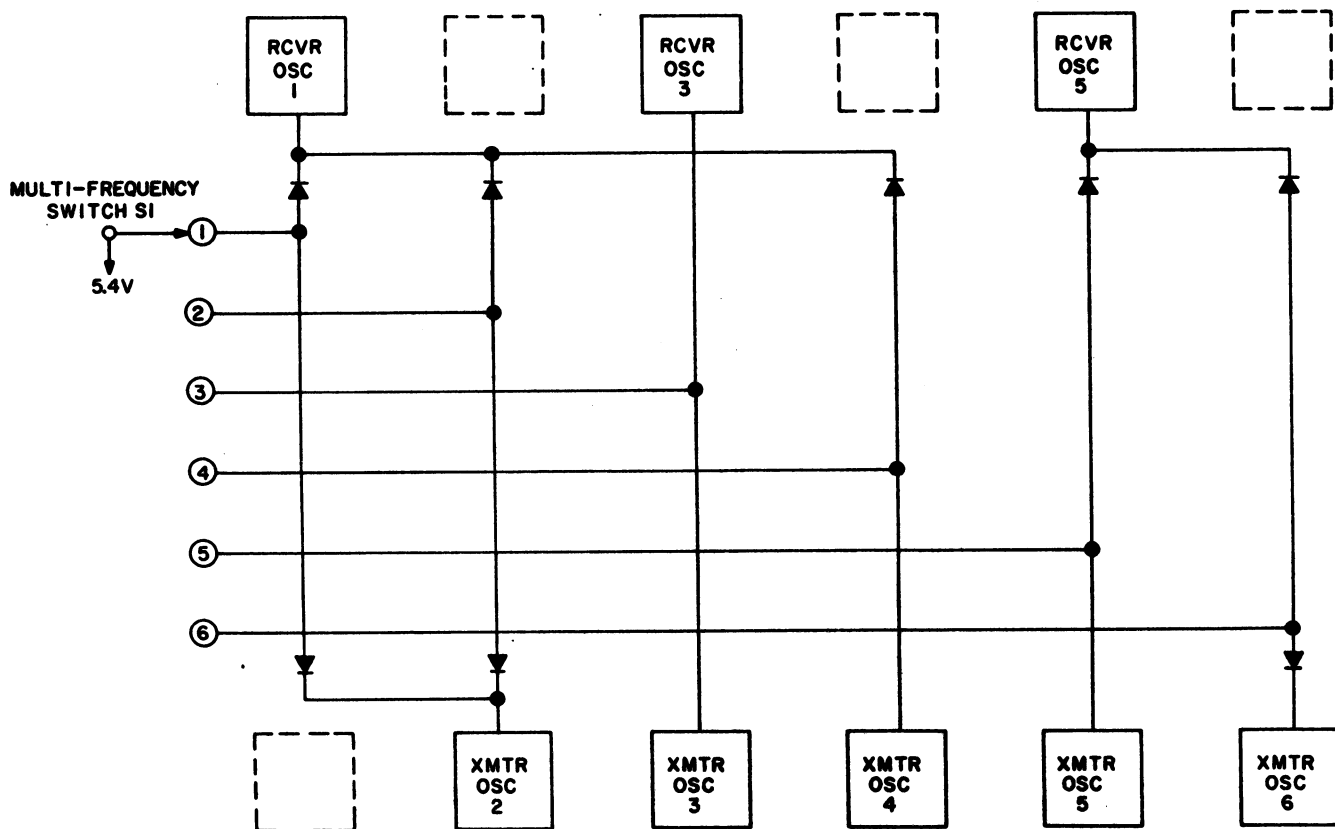 RCVR
OSC
1
RCVR
OSC
3
RCVR
OSC
5
MULTI-FREQUENCY
SWITCH S1
5.4V
1
2
3
4
5
6
XMTR
OSC
2
XMTR
OSC
3
XMTR
OSC
4
XMTR
OSC
5
XMTR
OSC
6